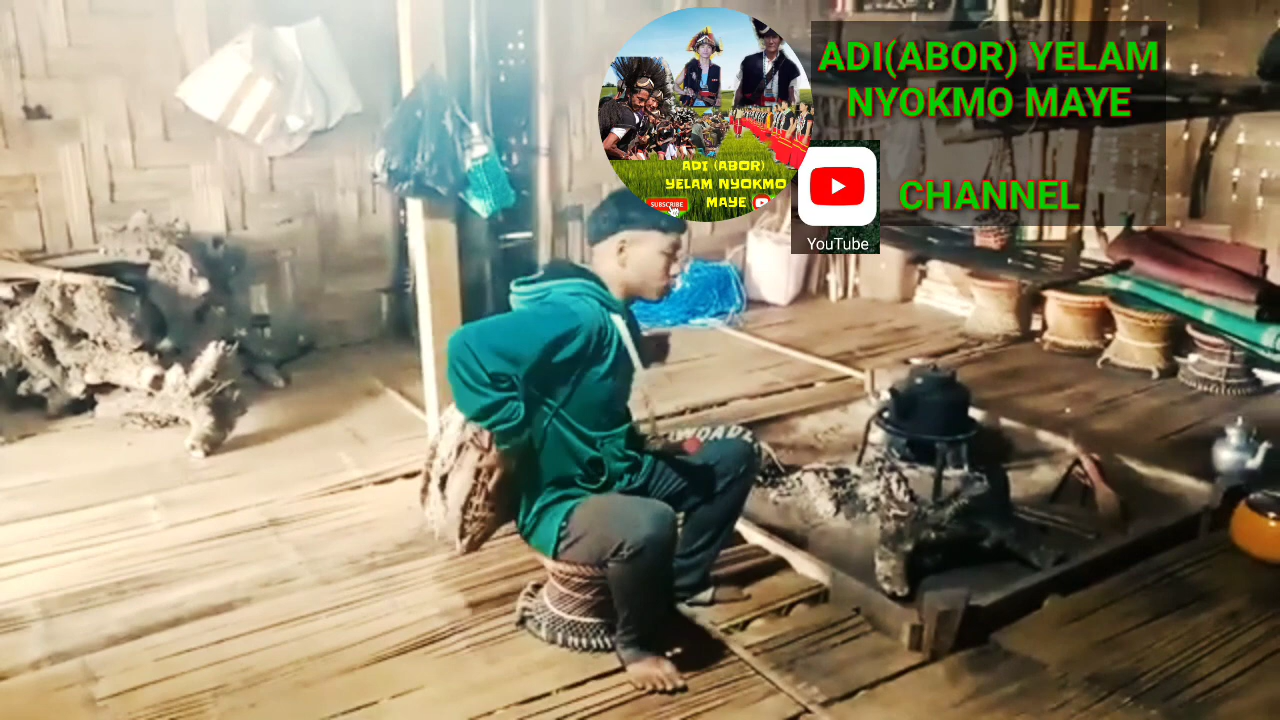 ADI(ABOR) YELAM
NYOKMO MAYE
CHANNEL
YouTube
ADI (ABOR)
YELAM NYOKMO
MAYE
SUBSCRIBE